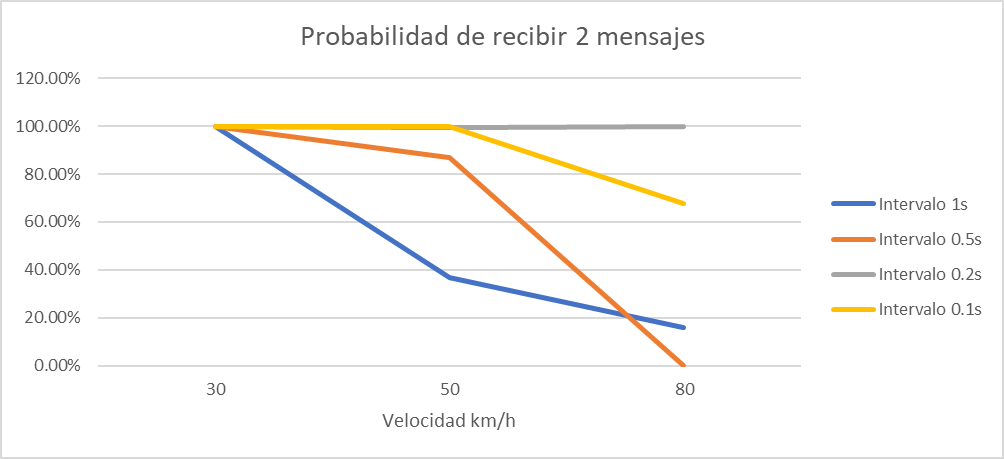 Probabilidad de recibir 2 mensajes
120.00%
100.00%
80.00%
60.00%
40.00%
20.00%
0.00%
30 50 80
Velocidad km/h
Intervalo 1s
Intervalo 0.5s
Intervalo 0.2s
Intervalo 0.1s